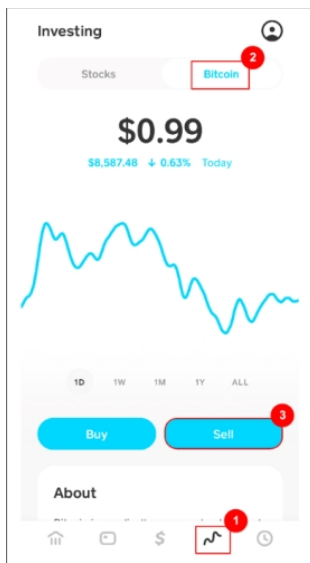 Investing
2
Stocks Bitcoin
$0.99
$8,587.48 ↓ 0.63% Today
1D 1W 1M 1Y ALL
3
Buy Sell
About
1
$